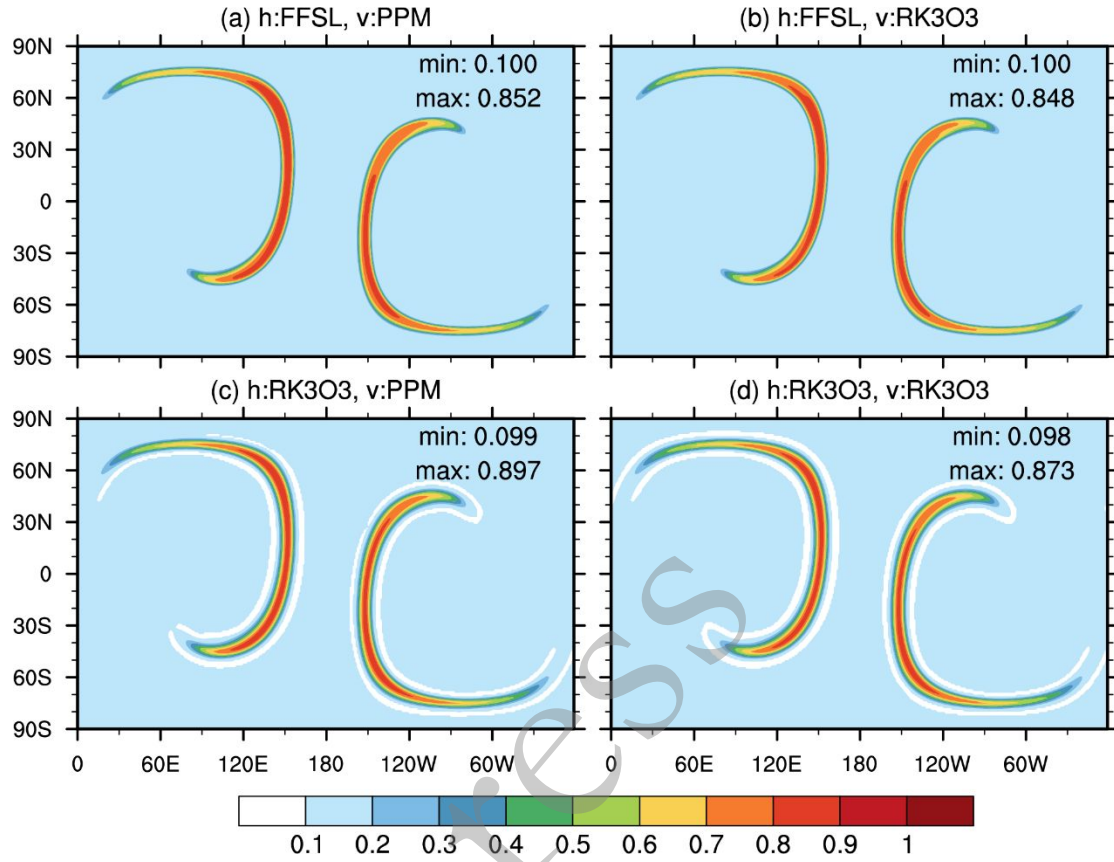 (a) h:FFSL, v:PPM
(b) h:FFSL, v:RK3O3
90N
60N
30N
0
30S
60S
90S
min: 0.100
max: 0.852
min: 0.100
max: 0.848
(c) h:RK3O3, v:PPM
(d) h:RK3O3, v:RK3O3
90N
60N
30N
0
30S
60S
90S
min: 0.099
max: 0.897
min: 0.098
max: 0.873
0 60E 120E 180 120W 60W
0 60E 120E 180 120W 60W
0.1 0.2 0.3 0.4 0.5 0.6 0.7 0.8 0.9 1
ress